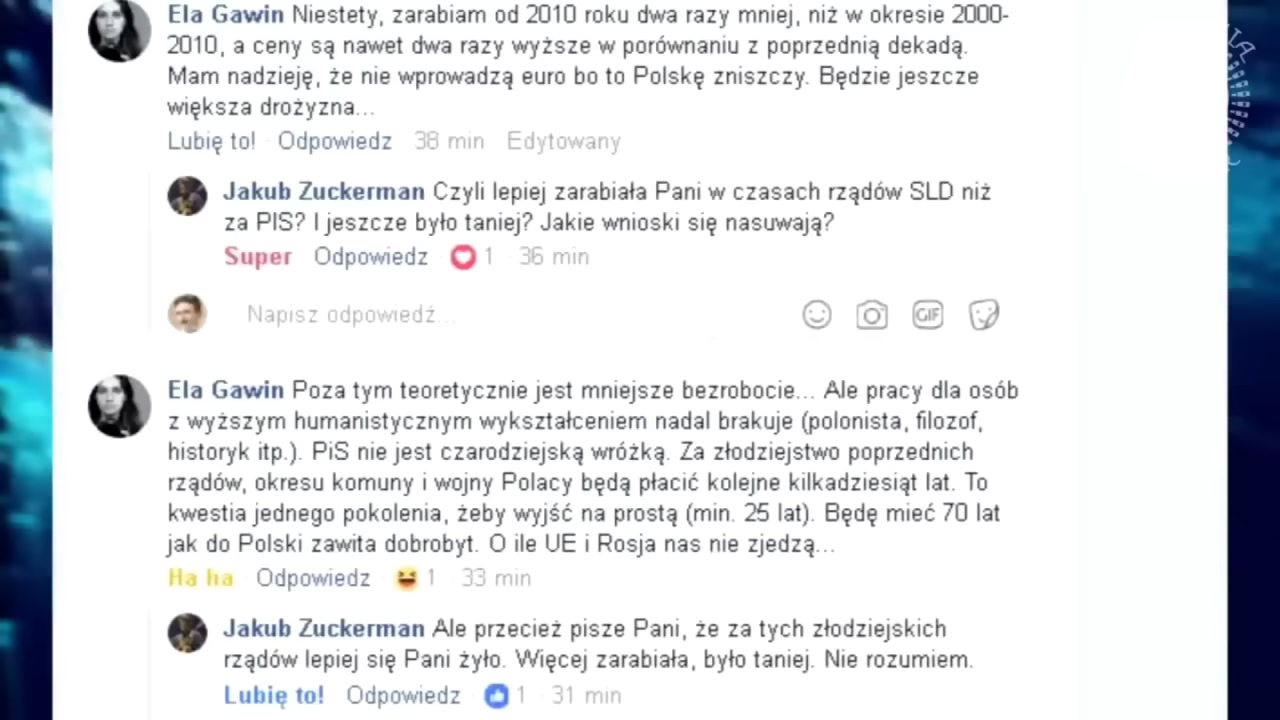 Ela Gawin Niestety, zarabiam od 2010 roku dwa razy mniej, niż w okresie 2000-
2010, a ceny są nawet dwa razy wyższe w porównaniu z poprzednią dekadą.
Mam nadzieję, że nie wprowadzą euro bo to Polskę zniszczy. Będzie jeszcze
większa drożyzna...
Lubię to! · Odpowiedz · 38 min · Edytowany
Jakub Zuckerman Czyli lepiej zarabiała Pani w czasach rządów SLD niż
za PIS? I jeszcze było taniej? Jakie wnioski się nasuwają?
Super · Odpowiedz · 1 · 36 min
Napisz odpowiedź...
GIF
Ela Gawin Poza tym teoretycznie jest mniejsze bezrobocie... Ale pracy dla osób
z wyższym humanistycznym wykształceniem nadal brakuje (polonista, filozof,
historyk itp.). PiS nie jest czarodziejską wróżką. Za złodziejstwo poprzednich
rządów, okresu komuny i wojny Polacy będą płacić kolejne kilkadziesiąt lat. To
kwestia jednego pokolenia, żeby wyjść na prostą (min. 25 lat). Będę mieć 70 lat
jak do Polski zawita dobrobyt. O ile UE i Rosja nas nie zjedzą...
Ha ha · Odpowiedz · 1 · 33 min
Jakub Zuckerman Ale przecież pisze Pani, że za tych złodziejskich
rządów lepiej się Pani żyło. Więcej zarabiała, było taniej. Nie rozumiem.
Lubię to! · Odpowiedz · 1 · 31 min